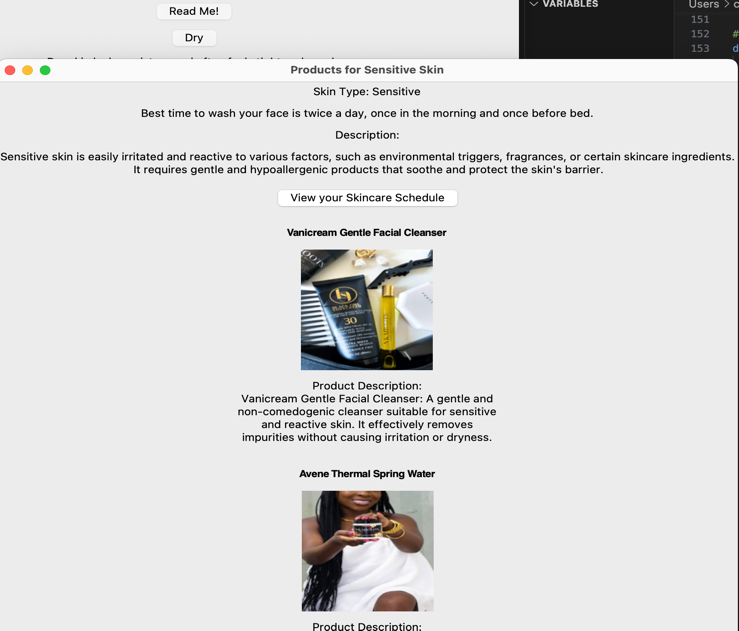 Read Me!
VARIABLES
Users > c
151
Dry
152 #
153 d
Products for Sensitive Skin
Skin Type: Sensitive
Best time to wash your face is twice a day, once in the morning and once before bed.
Description:
Sensitive skin is easily irritated and reactive to various factors, such as environmental triggers, fragrances, or certain skincare ingredients.
It requires gentle and hypoallergenic products that soothe and protect the skin's barrier.
View your Skincare Schedule
Vanicream Gentle Facial Cleanser
30
Product Description:
Vanicream Gentle Facial Cleanser: A gentle and
non-comedogenic cleanser suitable for sensitive
and reactive skin. It effectively removes
impurities without causing irritation or dryness.
Avene Thermal Spring Water
Product Description: